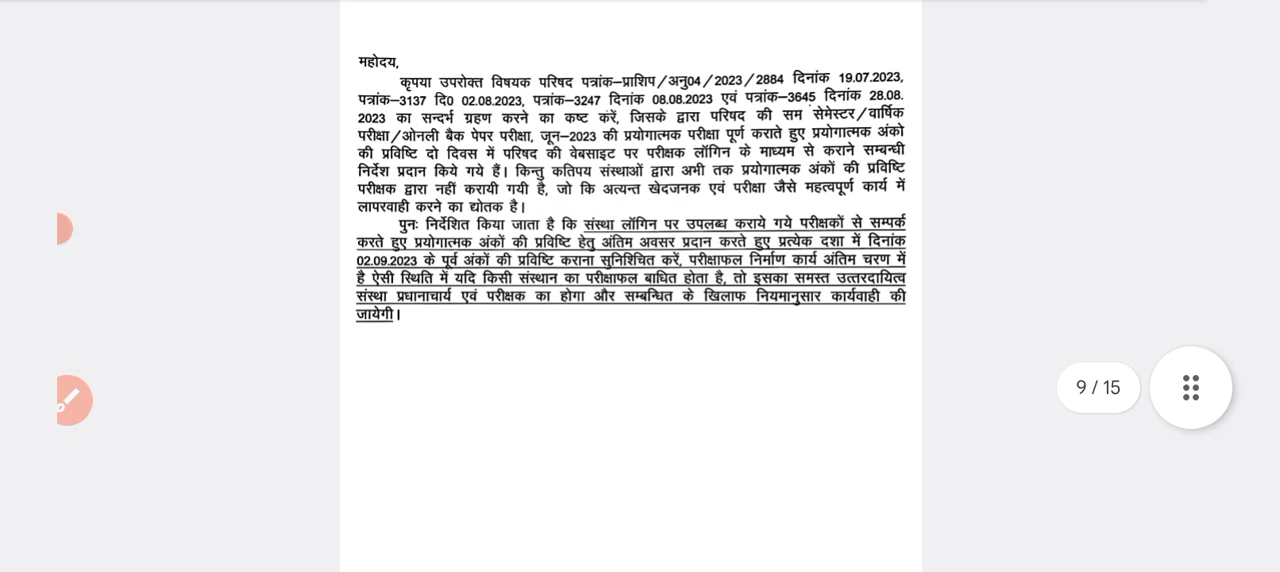 महोदय,
कृपया उपरोक्त विषयक परिषद पत्रांक–प्राशिप/अनु04/2023/2884 दिनांक 19.07.2023,
पत्रांक–3137 दि0 02.08.2023, पत्रांक–3247 दिनांक 08.08.2023 एवं पत्रांक–3645 दिनांक 28.08.
2023 का सन्दर्भ ग्रहण करने का कष्ट करें, जिसके द्वारा परिषद की सम सेमेस्टर/वार्षिक
परीक्षा/ओनली बैक पेपर परीक्षा, जून–2023 की प्रयोगात्मक परीक्षा पूर्ण कराते हुए प्रयोगात्मक अंको
की प्रविष्टि दो दिवस में परिषद की वेबसाइट पर परीक्षक लॉगिन के माध्यम से कराने सम्बन्धी
निर्देश प्रदान किये गये हैं। किन्तु कतिपय संस्थाओं द्वारा अभी तक प्रयोगात्मक अंकों की प्रविष्टि
परीक्षक द्वारा नहीं करायी गयी है, जो कि अत्यन्त खेदजनक एवं परीक्षा जैसे महत्वपूर्ण कार्य में
लापरवाही करने का द्योतक है।
पुनः निर्देशित किया जाता है कि संस्था लॉगिन पर उपलब्ध कराये गये परीक्षकों से सम्पर्क
करते हुए प्रयोगात्मक अंकों की प्रविष्टि हेतु अंतिम अवसर प्रदान करते हुए प्रत्येक दशा में दिनांक
02.09.2023 के पूर्व अंकों की प्रविष्टि कराना सुनिश्चित करें, परीक्षाफल निर्माण कार्य अंतिम चरण में
है ऐसी स्थिति में यदि किसी संस्थान का परीक्षाफल बाधित होता है, तो इसका समस्त उत्तरदायित्व
संस्था प्रधानाचार्य एवं परीक्षक का होगा और सम्बन्धित के खिलाफ नियमानुसार कार्यवाही की
जायेगी।
9 / 15